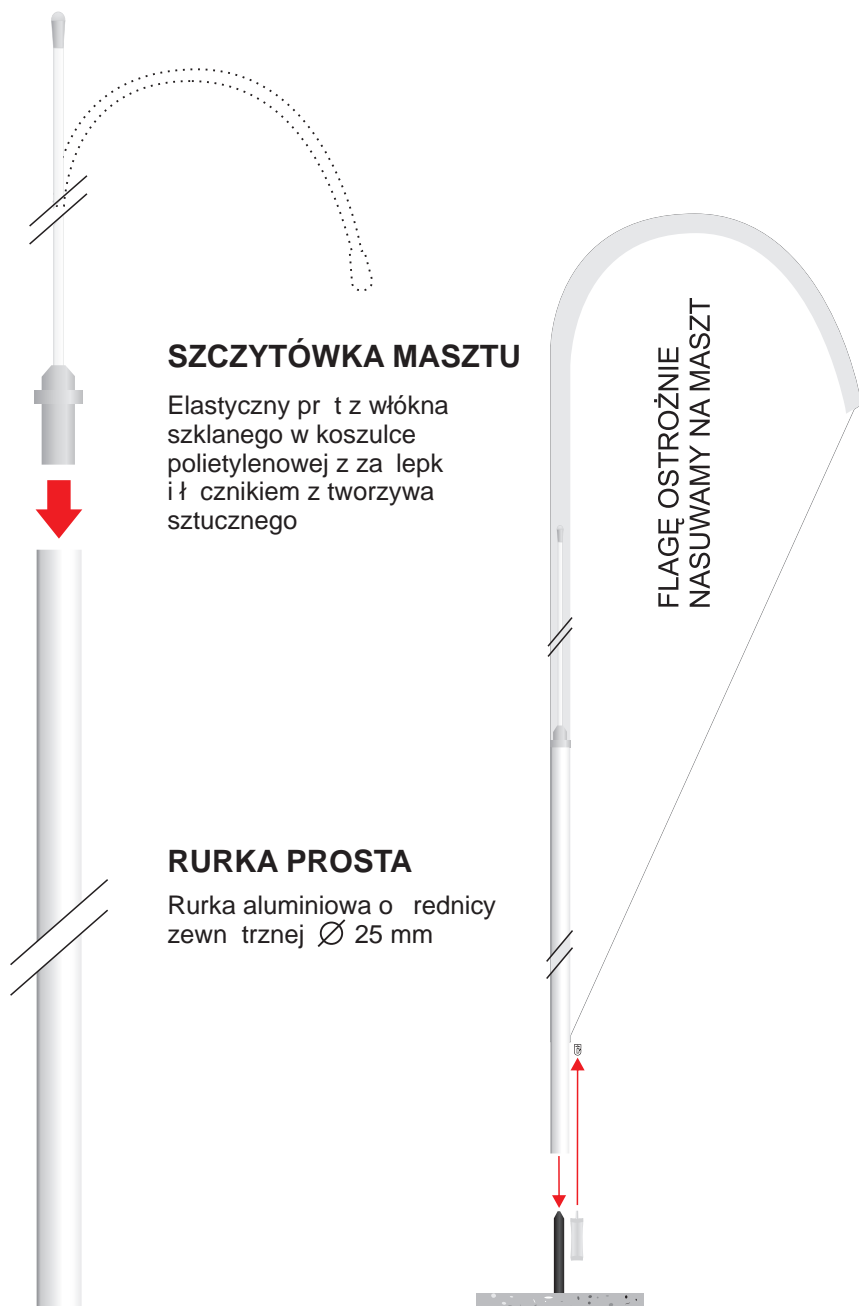 SZCZYTÓWKA MASZTU
Elastyczny pr t z włókna
szklanego w koszulce
polietylenowej z za lepk
i ł cznikiem z tworzywa
sztucznego
FLAGĘ OSTROŻNIE
NASUWAMY NA MASZT
RURKA PROSTA
Rurka aluminiowa o rednicy
zewn trznej ∅ 25 mm